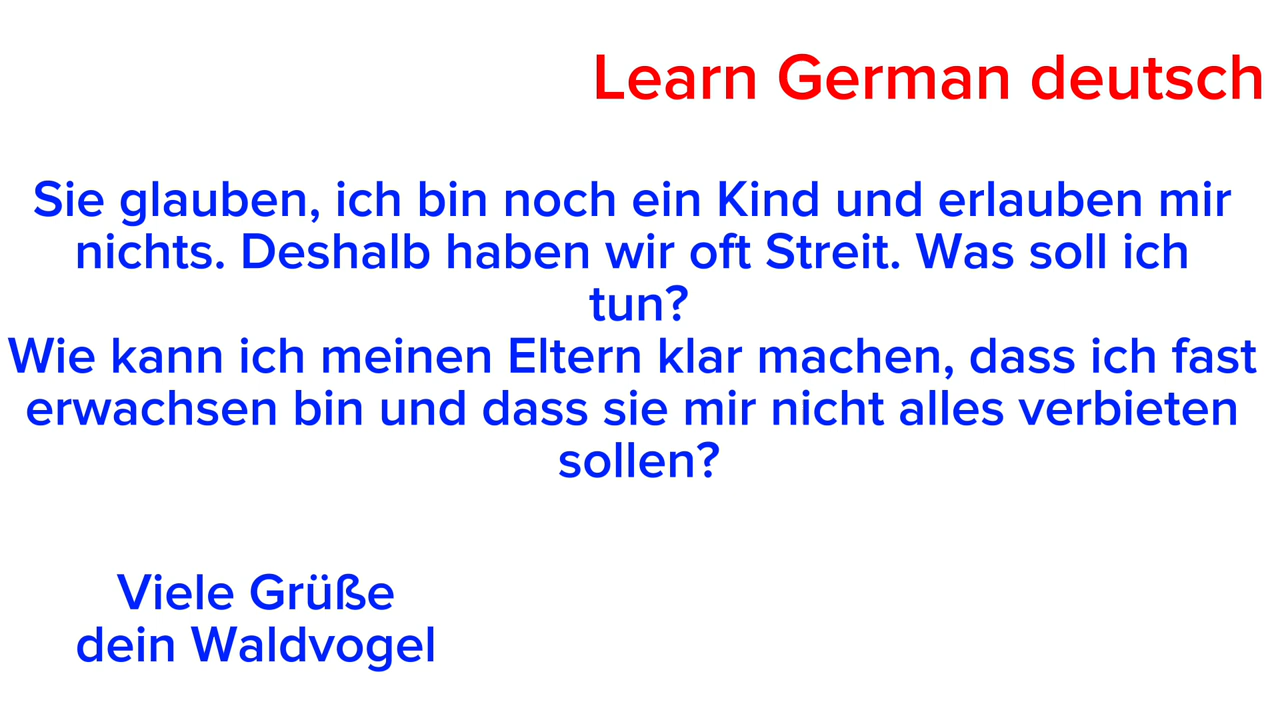 Learn German deutsch
Sie glauben, ich bin noch ein Kind und erlauben mir
nichts. Deshalb haben wir oft Streit. Was soll ich
tun?
Wie kann ich meinen Eltern klar machen, dass ich fast
erwachsen bin und dass sie mir nicht alles verbieten
sollen?
Viele Grüße
dein Waldvogel